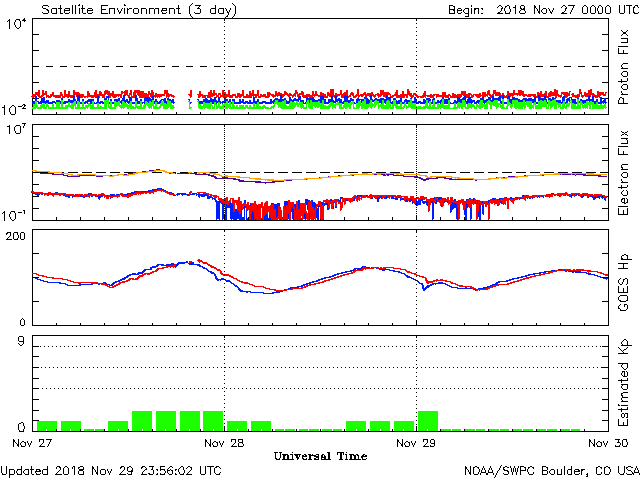 Satellite Environment (3 day) Begin: 2018 Nov 27 0000 UTC
10^4
10^-2
Proton Flux
10^7
10^-1
Electron Flux
200
0
GOES Hp
9
0
Estimated Kp
Nov 27 Nov 28 Nov 29 Nov 30
Universal Time
Updated 2018 Nov 29 23:56:02 UTC NOAA/SWPC Boulder, CO USA